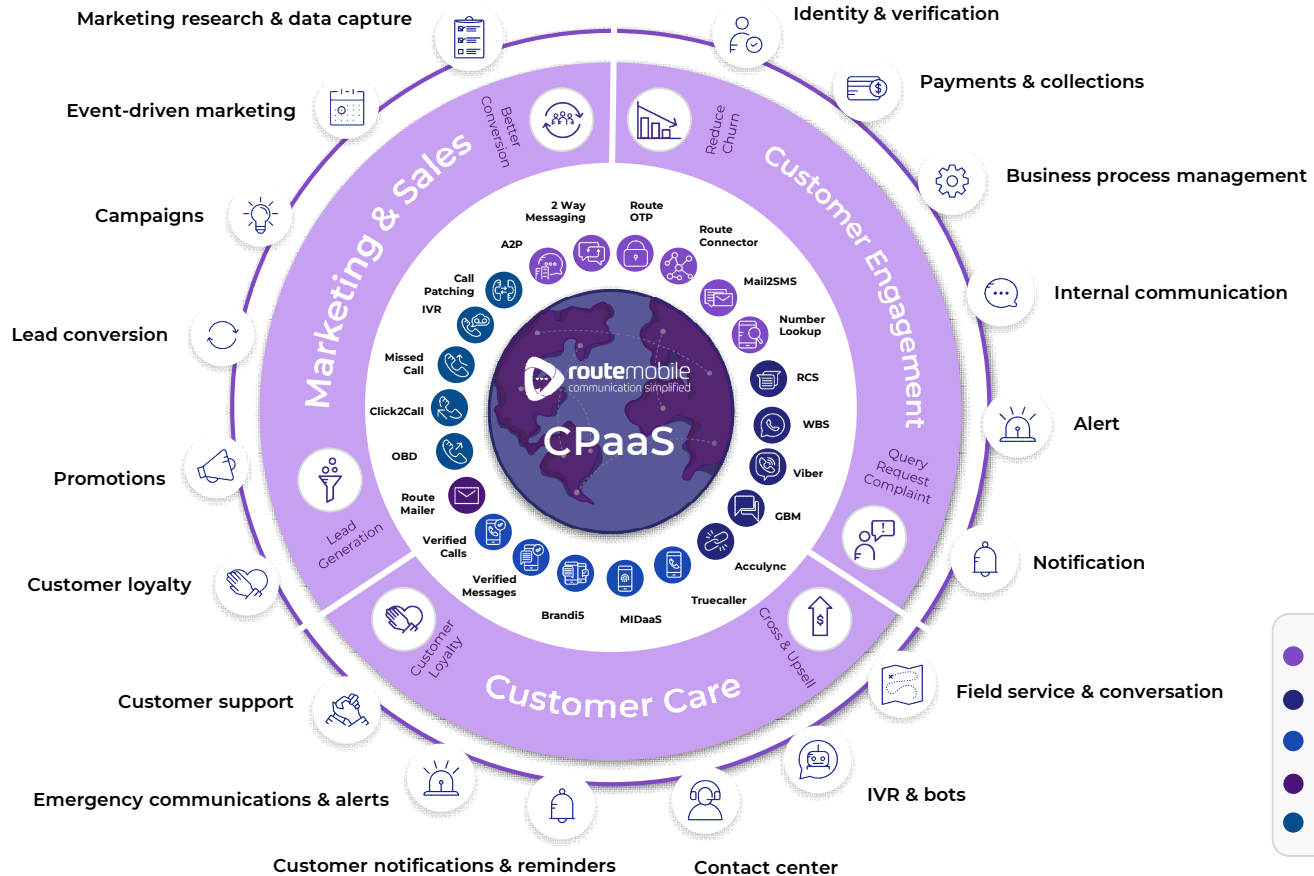 Marketing research & data capture
Event-driven marketing
Campaigns
Lead conversion
Promotions
Customer loyalty
Customer support
Emergency communications & alerts
Customer notifications & reminders
Contact center
IVR & bots
Field service & conversation
Notification
Alert
Internal communication
Business process management
Payments & collections
Identity & verification
Marketing & Sales
Better
Conversion
Lead
Generation
Customer Engagement
Reduce
Churn
Query
Request
Complaint
Customer Care
Customer
Loyalty
Cross & Upsell
2 Way
Messaging
Route
OTP
Route
Connector
Mail2SMS
Number
Lookup
RCS
WBS
Viber
GBM
Acculync
Truecaller
MIDaaS
Brandi5
Verified
Messages
Verified
Calls
Route
Mailer
OBD
Click2Call
Missed
Call
IVR
Call
Patching
A2P
routemobile
communication simplified
CPaaS